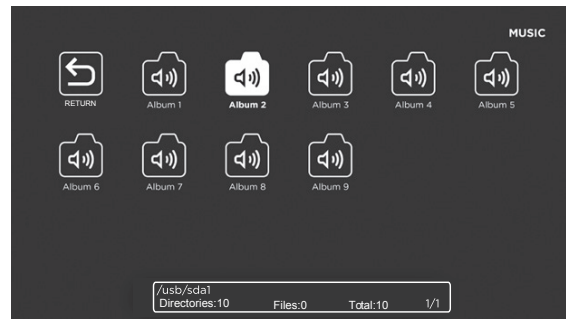 MUSIC
RETURN Album 1 Album 2 Album 3 Album 4 Album 5
Album 6 Album 7 Album 8 Album 9
/usb/sda1
Directories:10 Files:0 Total:10 1/1